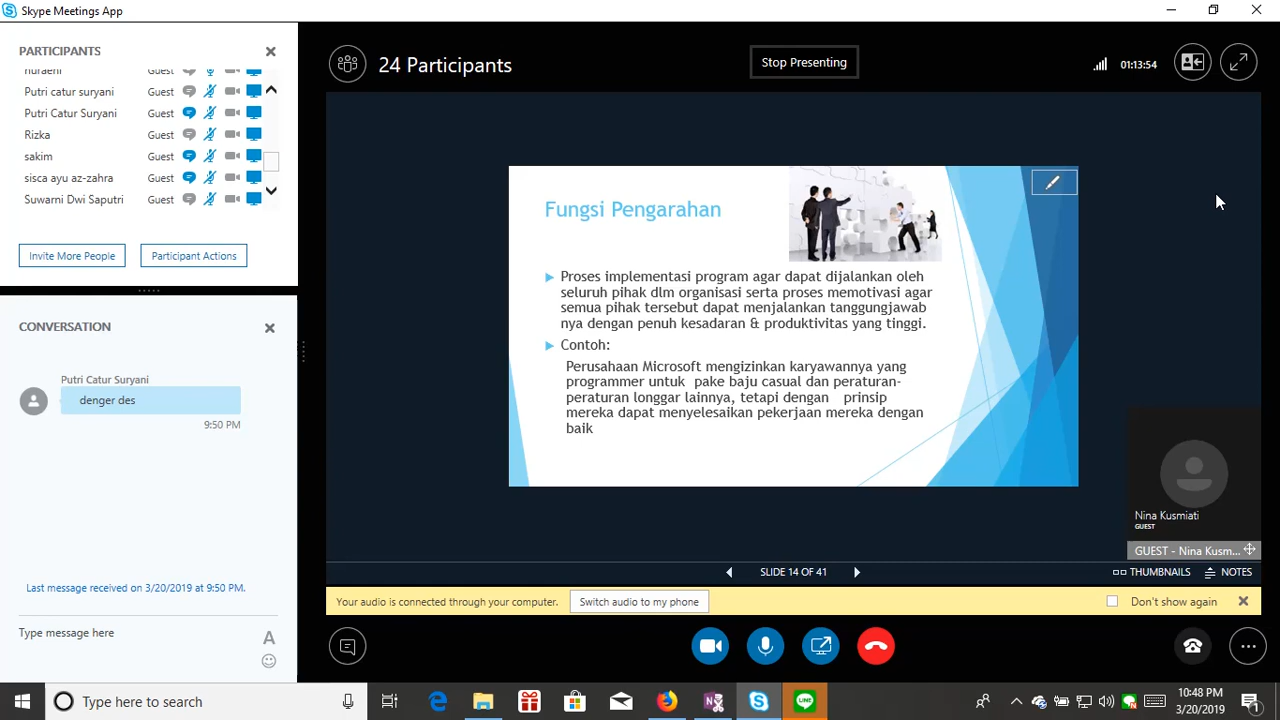 Skype Meetings App
PARTICIPANTS
nuraeni Guest
Putri catur suryani Guest
Putri Catur Suryani Guest
Rizka Guest
sakim Guest
sisca ayu az-zahra Guest
Suwarni Dwi Saputri Guest
Invite More People
Participant Actions
CONVERSATION
Putri Catur Suryani
denger des
9:50 PM
Last message received on 3/20/2019 at 9:50 PM.
Type message here
A
24 Participants
Stop Presenting
01:13:54
Fungsi Pengarahan
Proses implementasi program agar dapat dijalankan oleh
seluruh pihak dlm organisasi serta proses memotivasi agar
semua pihak tersebut dapat menjalankan tanggungjawab
nya dengan penuh kesadaran & produktivitas yang tinggi.
Contoh:
Perusahaan Microsoft mengizinkan karyawannya yang
programmer untuk pake baju casual dan peraturan-
peraturan longgar lainnya, tetapi dengan prinsip
mereka dapat menyelesaikan pekerjaan mereka dengan
baik
Nina Kusmiati
GUEST
GUEST - Nina Kusm...
SLIDE 14 OF 41
THUMBNAILS
NOTES
Your audio is connected through your computer.
Switch audio to my phone
Don't show again
Type here to search
LINE
10:48 PM
3/20/2019
1